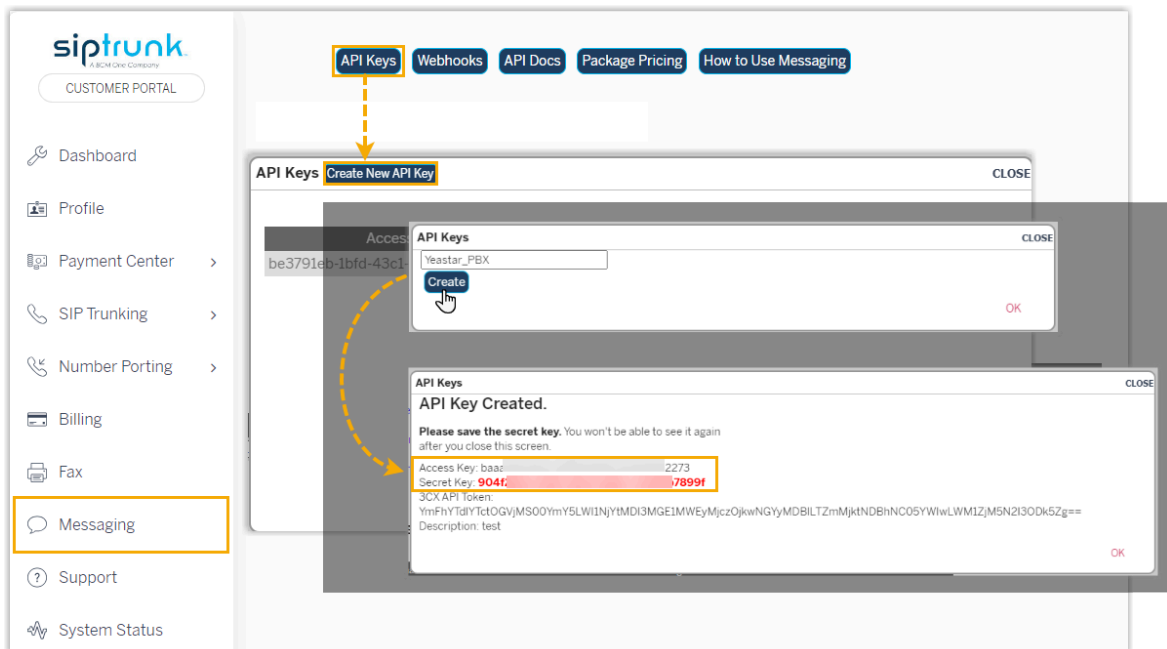 siptrunk.
A BCM One Company
CUSTOMER PORTAL
Dashboard
Profile
Payment Center
SIP Trunking
Number Porting
Billing
Fax
Messaging
Support
System Status
API Keys Webhooks API Docs Package Pricing How to Use Messaging
API Keys Create New API Key CLOSE
Acces
be3791eb-1bfd-43c1-
API Keys CLOSE
Yeastar_PBX
Create
OK
API Keys CLOSE
API Key Created.
Please save the secret key. You won't be able to see it again
after you close this screen.
Access Key: baaa 2273
Secret Key: 904f 7899f
3CX API Token:
Description: test
OK